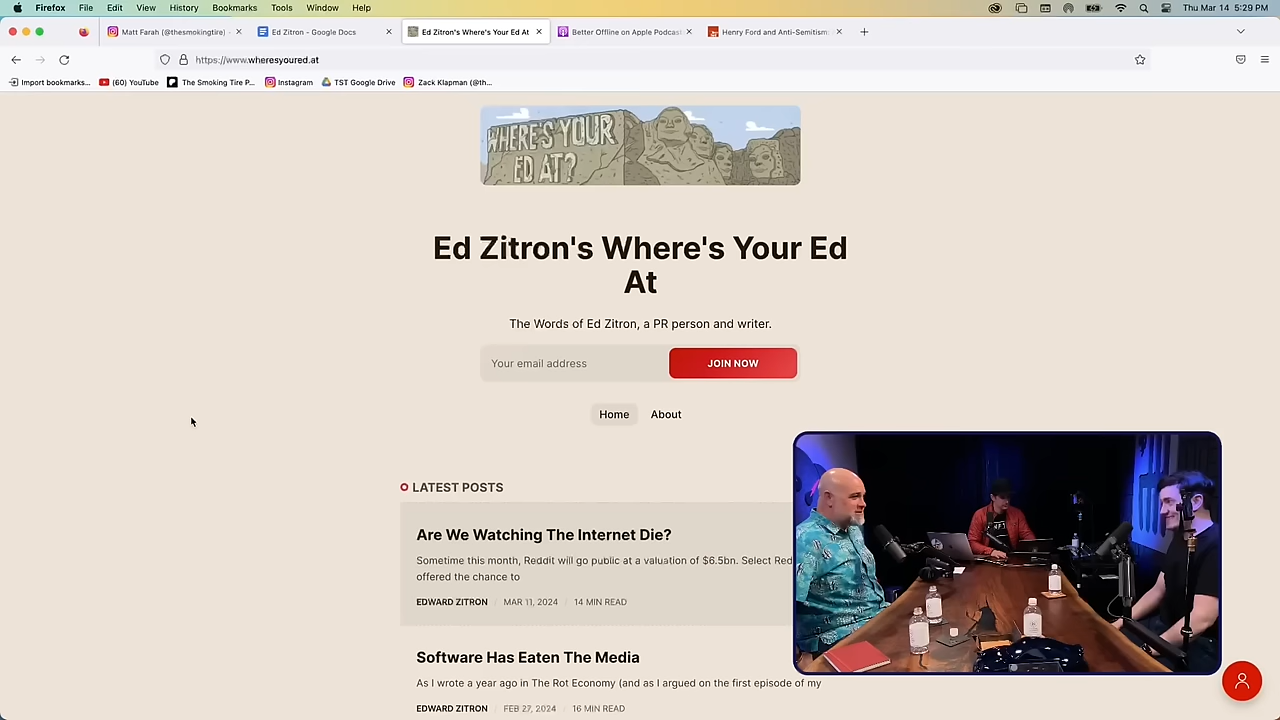 Firefox File Edit View History Bookmarks Tools Window Help Thu Mar 14 5:29 PM
Matt Farah (@thesmokingtire) · Ed Zitron - Google Docs Ed Zitron's Where's Your Ed At Better Offline on Apple Podcast Henry Ford and Anti-Semitism
https://www.wheresyoured.at
Import bookmarks... (60) YouTube The Smoking Tire P... Instagram TST Google Drive Zack Klapman (@th...
WHERE'S YOUR
ED AT?
Ed Zitron's Where's Your Ed
At
The Words of Ed Zitron, a PR person and writer.
Your email address JOIN NOW
Home About
LATEST POSTS
Are We Watching The Internet Die?
Sometime this month, Reddit will go public at a valuation of $6.5bn. Select Red
offered the chance to
EDWARD ZITRON / MAR 11, 2024 / 14 MIN READ
Software Has Eaten The Media
As I wrote a year ago in The Rot Economy (and as I argued on the first episode of my
EDWARD ZITRON / FEB 27, 2024 / 16 MIN READ